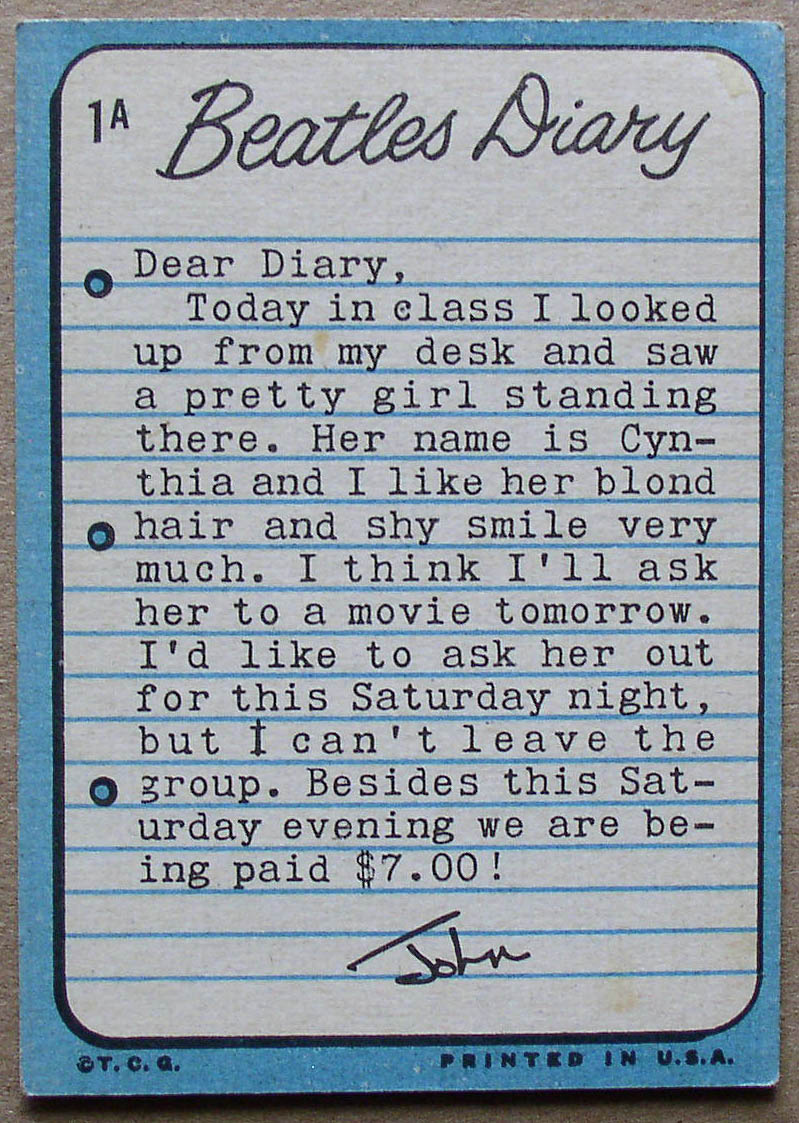 1A Beatles Diary
Dear Diary,
Today in class I looked
up from my desk and saw
a pretty girl standing
there. Her name is Cyn-
thia and I like her blond
hair and shy smile very
much. I think I'll ask
her to a movie tomorrow.
I'd like to ask her out
for this Saturday night,
but I can't leave the
group. Besides this Sat-
urday evening we are be-
ing paid $7.00!
John
©T.C.G. PRINTED IN U.S.A.